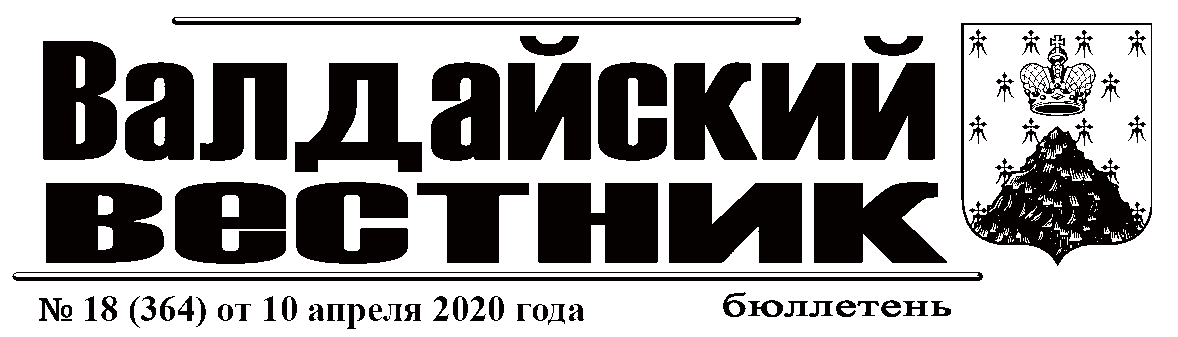 Валдайский
вестник
№ 18 (364) от 10 апреля 2020 года
бюллетень